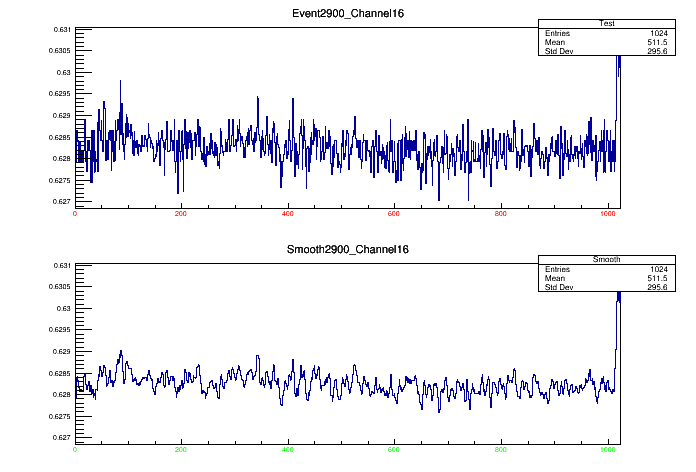 Event2900_Channel16
Test
Entries 1024
Mean 511.5
Std Dev 295.6
0.631
0.6305
0.63
0.6295
0.629
0.6285
0.628
0.6275
0.627
0 200 400 600 800 1000
Smooth2900_Channel16
Smooth
Entries 1024
Mean 511.5
Std Dev 295.6
0.631
0.6305
0.63
0.6295
0.629
0.6285
0.628
0.6275
0.627
0 200 400 600 800 1000